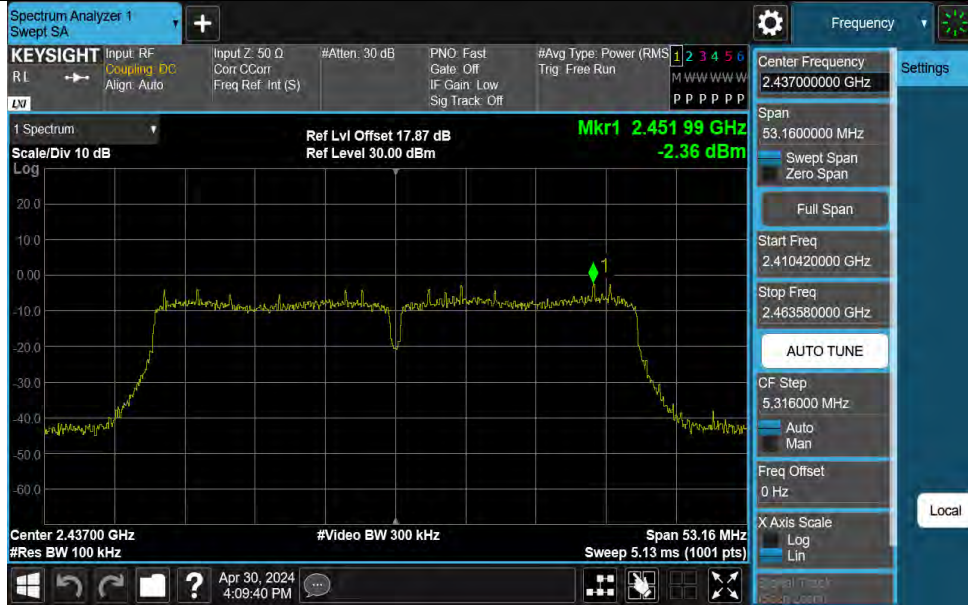 Spectrum Analyzer 1
Swept SA
Frequency
KEYSIGHT
RL
LXI
Input: RF
Coupling: DC
Align: Auto
Input Z: 50 Ω
Corr CCorr
Freq Ref: Int (S)
#Atten: 30 dB
PNO: Fast
Gate: Off
IF Gain: Low
Sig Track: Off
#Avg Type: Power (RMS
Trig: Free Run
1 2 3 4 5 6
M W W W W W
P P P P P P
1 Spectrum
Scale/Div 10 dB
Log
Ref Lvl Offset 17.87 dB
Ref Level 30.00 dBm
Mkr1 2.451 99 GHz
-2.36 dBm
20.0
10.0
0.00
-10.0
-20.0
-30.0
-40.0
-50.0
-60.0
1
Center 2.43700 GHz
#Res BW 100 kHz
#Video BW 300 kHz
Span 53.16 MHz
Sweep 5.13 ms (1001 pts)
Center Frequency
2.437000000 GHz
Span
53.1600000 MHz
Swept Span
Zero Span
Full Span
Start Freq
2.410420000 GHz
Stop Freq
2.463580000 GHz
AUTO TUNE
CF Step
5.316000 MHz
Auto
Man
Freq Offset
0 Hz
X Axis Scale
Log
Lin
Signal Track
(Span Zoom)
Settings
Local
?
Apr 30, 2024
4:09:40 PM